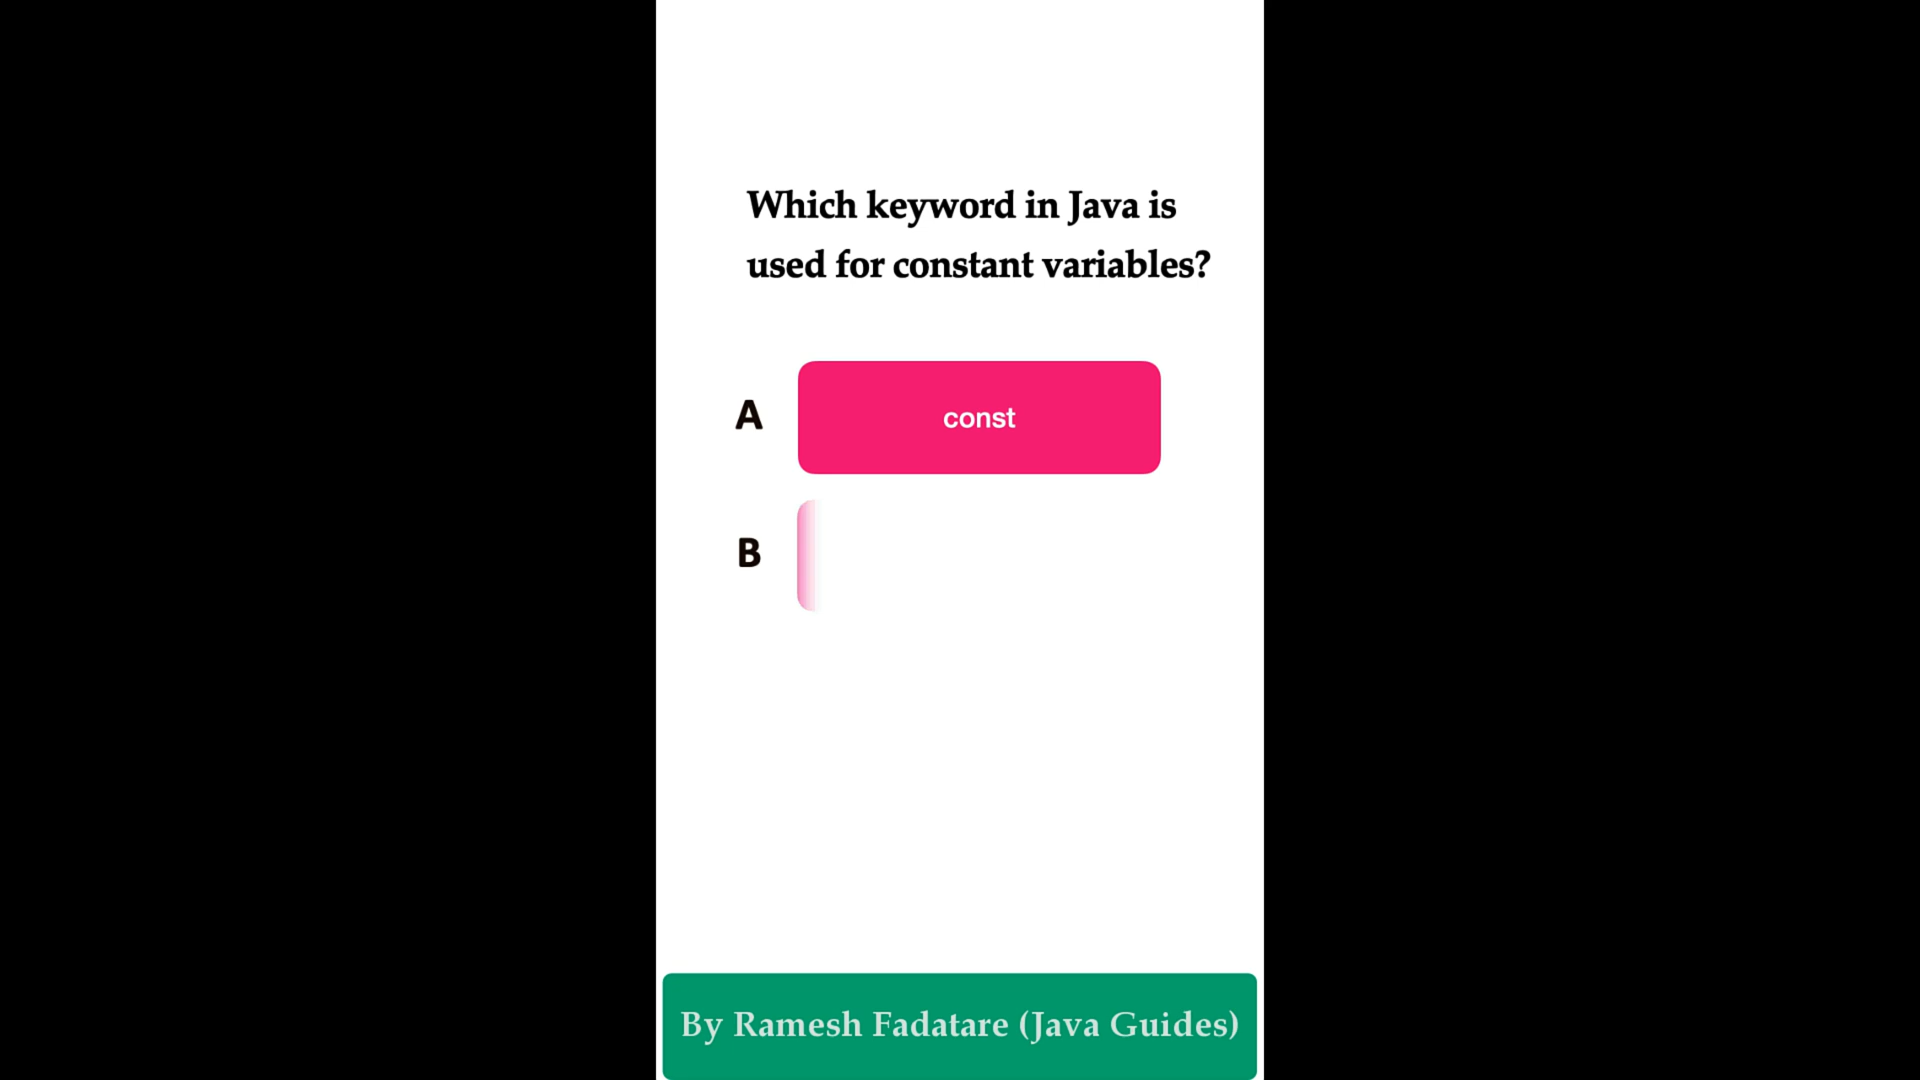 Which keyword in Java is
used for constant variables?
A
const
B
By Ramesh Fadatare (Java Guides)